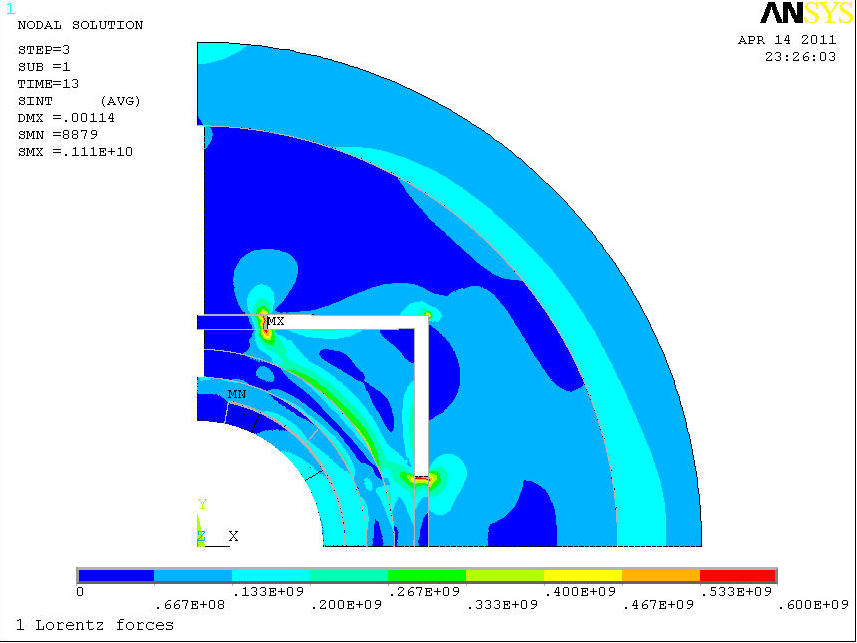 1
NODAL SOLUTION
STEP=3
SUB =1
TIME=13
SINT (AVG)
DMX =.00114
SMN =8879
SMX =.111E+10
ANSYS
APR 14 2011
23:26:03
MX
MN
Y
Z X
0 .133E+09 .267E+09 .400E+09 .533E+09
.667E+08 .200E+09 .333E+09 .467E+09 .600E+09
1 Lorentz forces